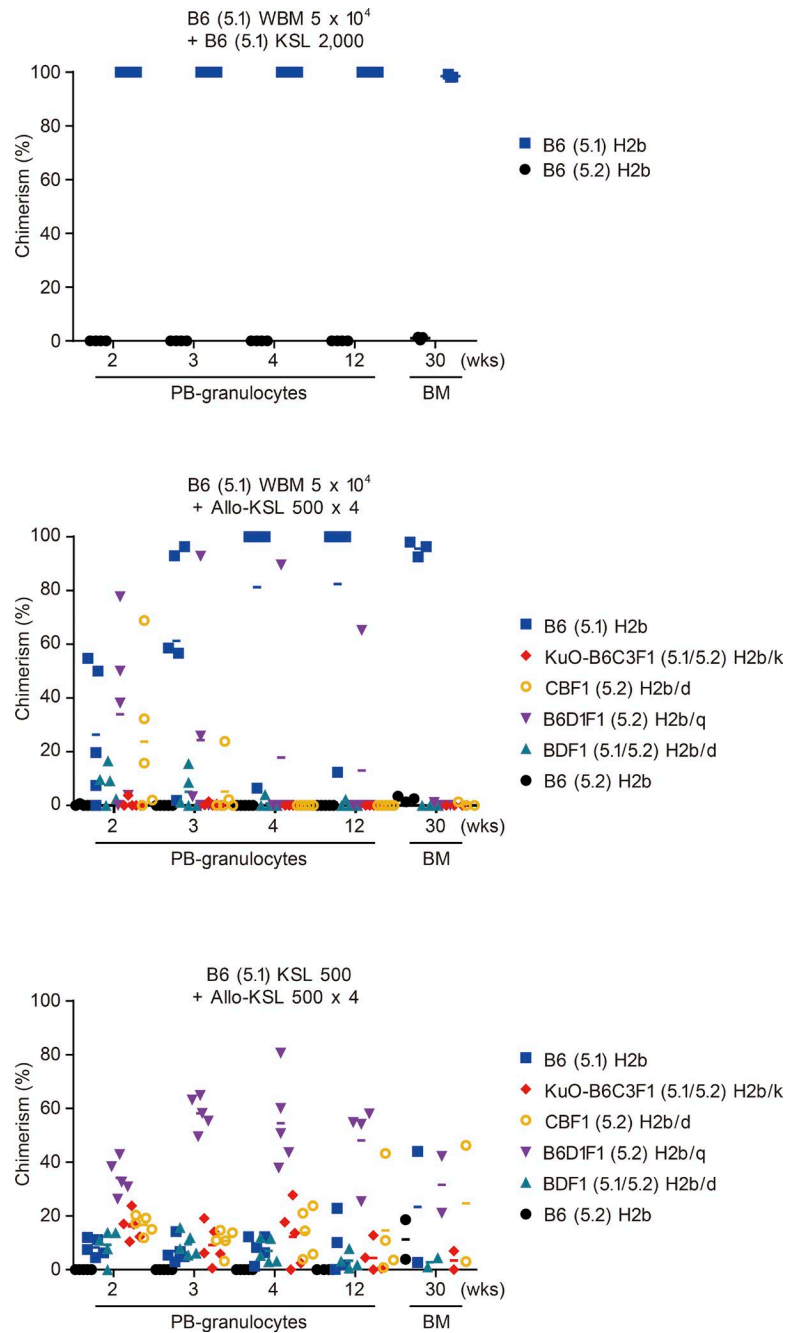 B6 (5.1) WBM 5 x 10⁴
+ B6 (5.1) KSL 2,000
Chimerism (%)
100
80
60
40
20
0
2 3 4 12 30 (wks)
PB-granulocytes BM
B6 (5.1) H2b
B6 (5.2) H2b
B6 (5.1) WBM 5 x 10⁴
+ Allo-KSL 500 x 4
Chimerism (%)
100
80
60
40
20
0
2 3 4 12 30 (wks)
PB-granulocytes BM
B6 (5.1) H2b
KuO-B6C3F1 (5.1/5.2) H2b/k
CBF1 (5.2) H2b/d
B6D1F1 (5.2) H2b/q
BDF1 (5.1/5.2) H2b/d
B6 (5.2) H2b
B6 (5.1) KSL 500
+ Allo-KSL 500 x 4
Chimerism (%)
100
80
60
40
20
0
2 3 4 12 30 (wks)
PB-granulocytes BM
B6 (5.1) H2b
KuO-B6C3F1 (5.1/5.2) H2b/k
CBF1 (5.2) H2b/d
B6D1F1 (5.2) H2b/q
BDF1 (5.1/5.2) H2b/d
B6 (5.2) H2b